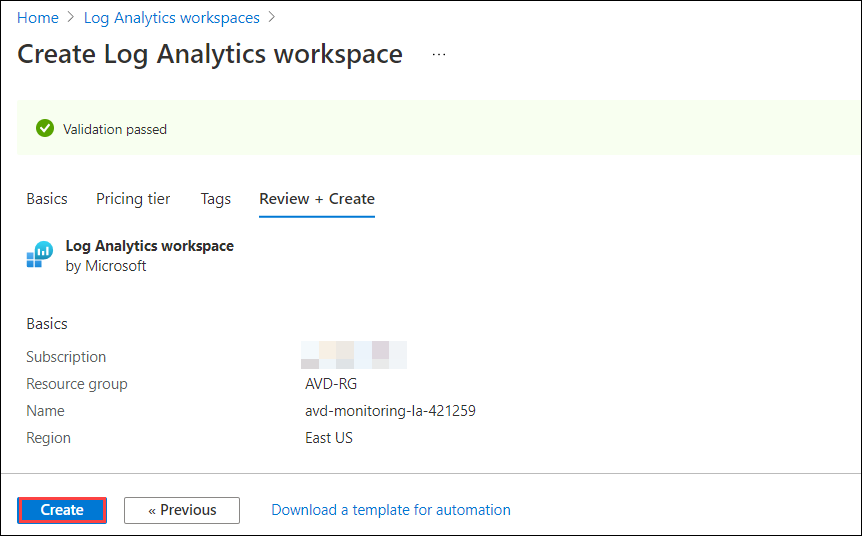 Home > Log Analytics workspaces >
Create Log Analytics workspace ...
Validation passed
Basics Pricing tier Tags Review + Create
Log Analytics workspace
by Microsoft
Basics
Subscription
Resource group AVD-RG
Name avd-monitoring-la-421259
Region East US
Create « Previous Download a template for automation